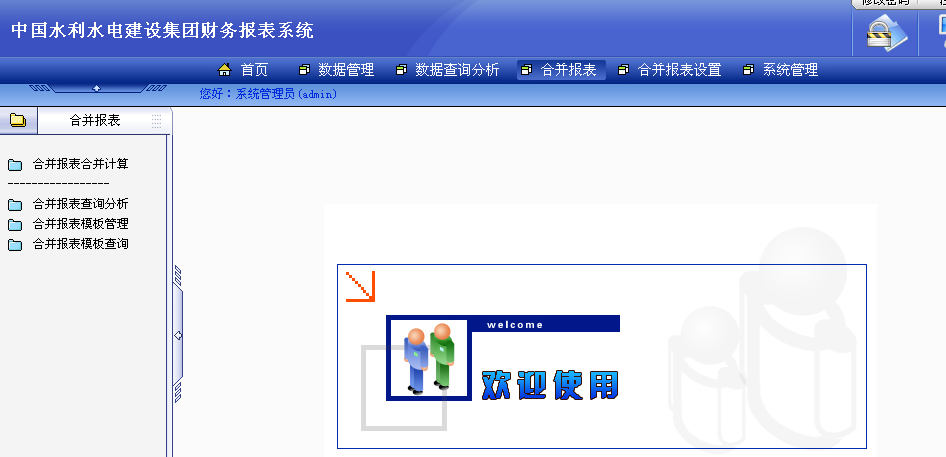 修改密码
中国水利水电建设集团财务报表系统
首页 数据管理 数据查询分析 合并报表 合并报表设置 系统管理
您好：系统管理员(admin)
合并报表
合并报表合并计算
-----------------
合并报表查询分析
合并报表模板管理
合并报表模板查询
welcome
欢迎使用